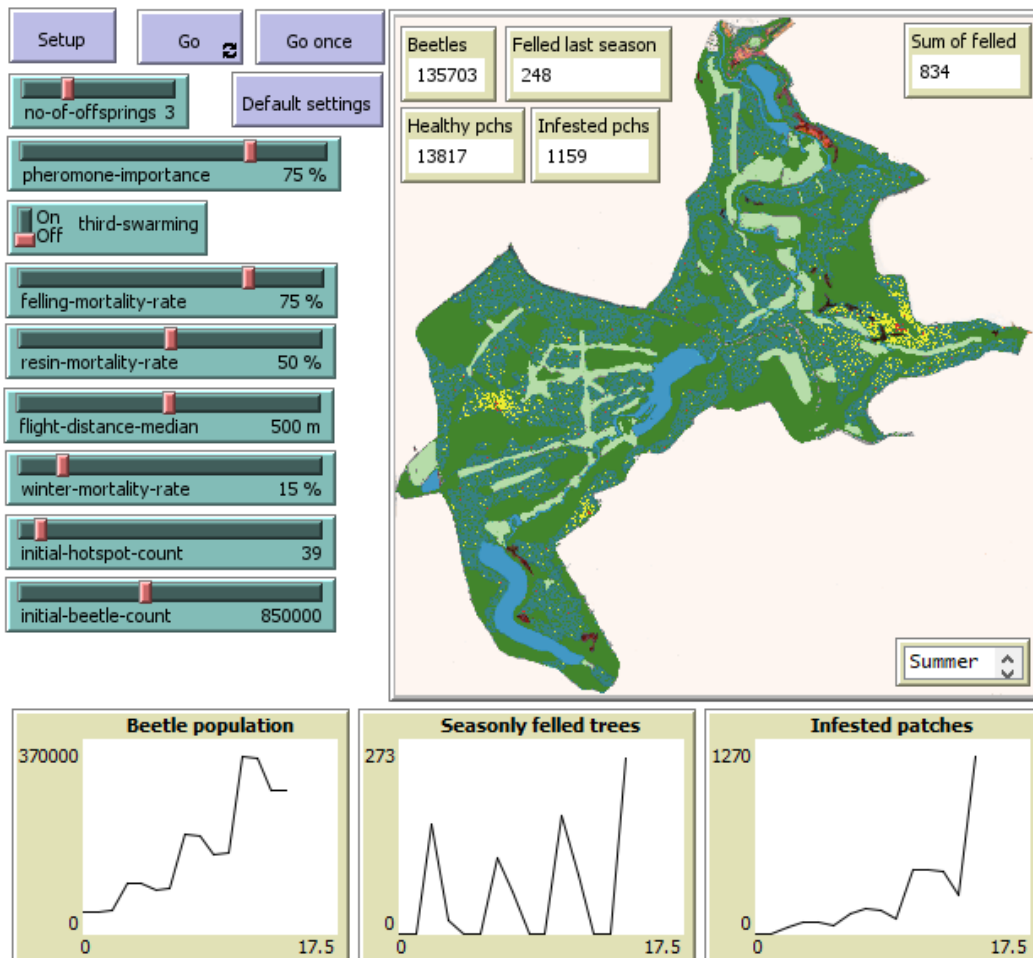 Setup
Go
Go once
no-of-offsprings 3
Default settings
pheromone-importance 75 %
On
Off
third-swarming
felling-mortality-rate 75 %
resin-mortality-rate 50 %
flight-distance-median 500 m
winter-mortality-rate 15 %
initial-hotspot-count 39
initial-beetle-count 850000
Beetles
135703
Felled last season
248
Sum of felled
834
Healthy pchs
13817
Infested pchs
1159
Summer
Beetle population
370000
0
0 17.5
Seasonly felled trees
273
0
0 17.5
Infested patches
1270
0
0 17.5